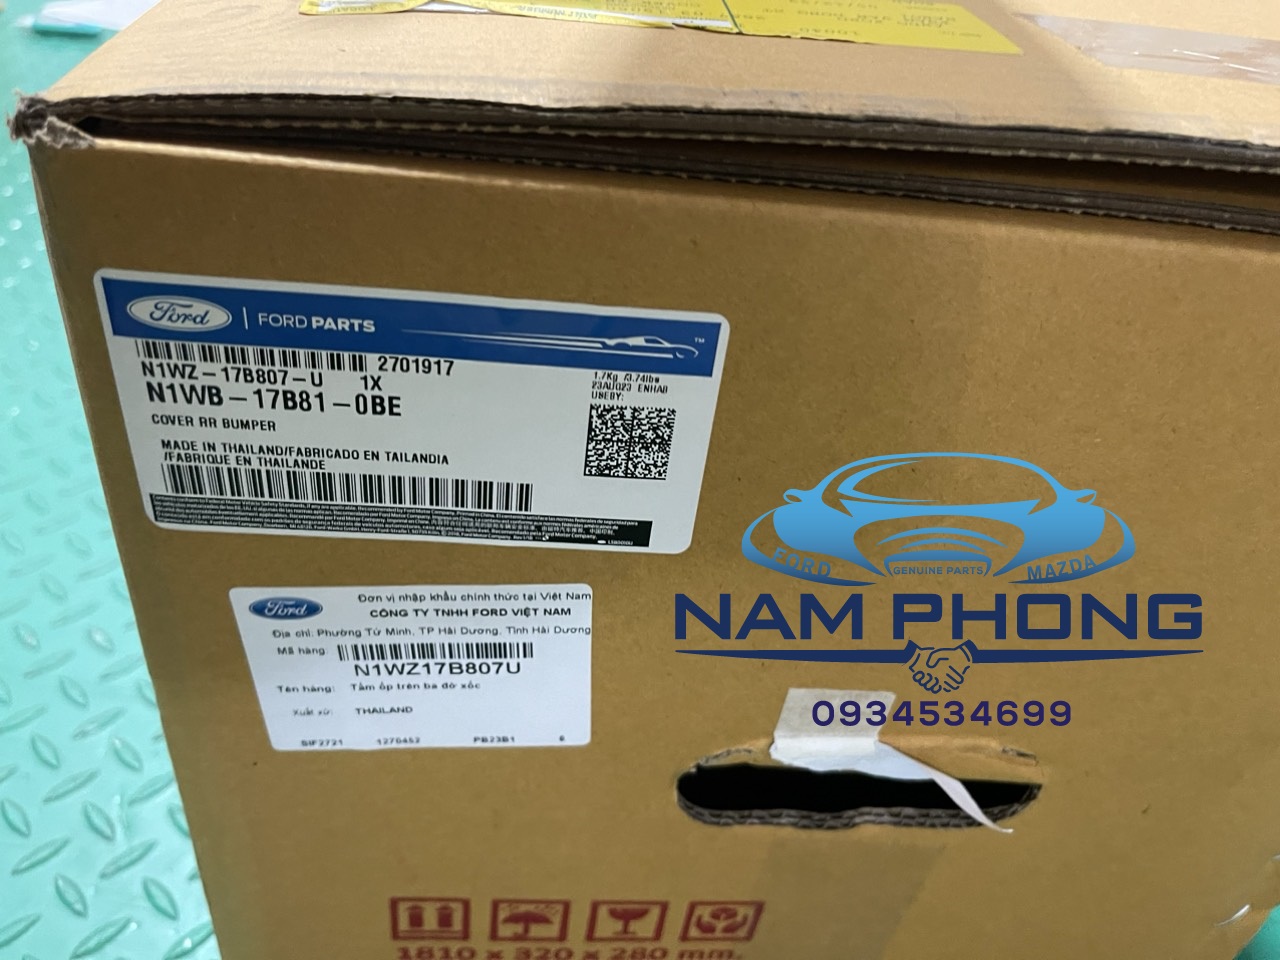 Ford | FORD PARTS ™
2701917
N1WZ-17B807-U 1X
N1WB-17B81-0BE
COVER RR BUMPER
MADE IN THAILAND/FABRICADO EN TAILANDIA
/FABRIQUE EN THAILANDE
1.7Kg /3.74lbs
23AUG23 ENHAB
USEBY:
Ford
Đơn vị nhập khẩu chính thức tại Việt Nam
CÔNG TY TNHH FORD VIỆT NAM
Địa chỉ: Phường Tứ Minh, TP Hải Dương, Tỉnh Hải Dương
Mã hàng:
N1WZ17B807U
Tên hàng: Tấm ốp trên ba đờ xốc
Xuất xứ: THAILAND
SIF2721 1270452 PB23B1 6
FORD GENUINE PARTS MAZDA
NAM PHONG
0934534699
1810 x 320 x 280 mm.